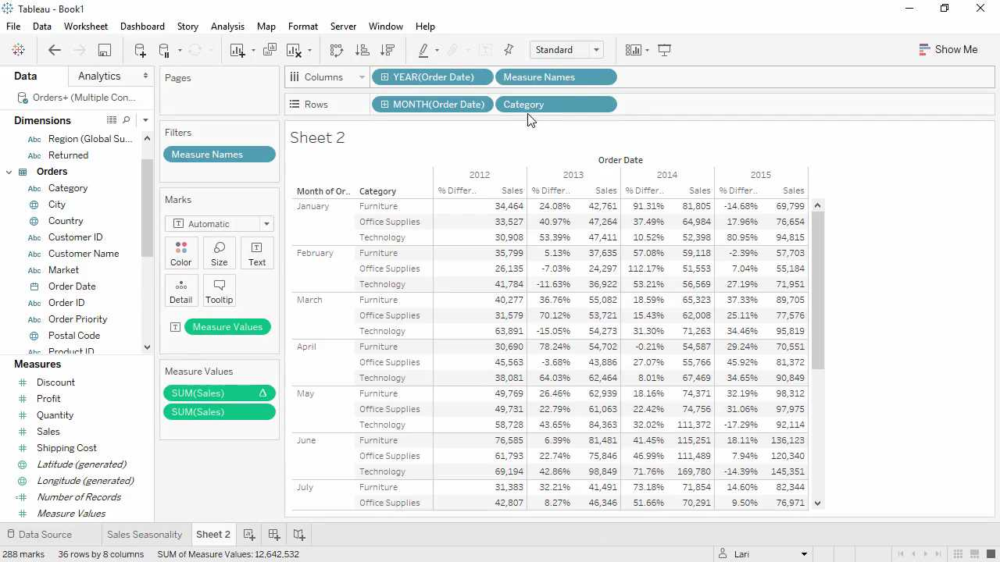 Tableau - Book1
File Data Worksheet Dashboard Story Analysis Map Format Server Window Help
Standard
Show Me
Data Analytics
Orders+ (Multiple Con...
Dimensions
Abc Region (Global Su...
Abc Returned
Orders
Abc Category
City
Country
Abc Customer ID
Abc Customer Name
Abc Market
Order Date
Abc Order ID
Abc Order Priority
Postal Code
Abc Product ID
Measures
Discount
Profit
Quantity
Sales
Shipping Cost
Latitude (generated)
Longitude (generated)
Number of Records
Measure Values
Pages
Filters
Measure Names
Marks
T Automatic
Color Size Text
Detail Tooltip
T Measure Values
Measure Values
SUM(Sales) Δ
SUM(Sales)
Columns YEAR(Order Date) Measure Names
Rows MONTH(Order Date) Category
Sheet 2
Order Date
2012 2013 2014 2015
Month of Or.. Category % Differ.. Sales % Differ.. Sales % Differ.. Sales % Differ.. Sales
January Furniture 34,464 24.08% 42,761 91.31% 81,805 -14.68% 69,799
Office Supplies 33,527 40.97% 47,264 37.49% 64,984 17.96% 76,654
Technology 30,908 53.39% 47,411 10.52% 52,398 80.95% 94,815
February Furniture 35,799 5.13% 37,635 57.08% 59,118 -2.39% 57,703
Office Supplies 26,135 -7.03% 24,297 112.17% 51,553 7.04% 55,184
Technology 41,784 -11.63% 36,922 53.21% 56,569 27.19% 71,951
March Furniture 40,277 36.76% 55,082 18.59% 65,323 37.33% 89,705
Office Supplies 31,579 70.12% 53,721 15.43% 62,008 25.11% 77,576
Technology 63,891 -15.05% 54,273 31.30% 71,263 34.46% 95,819
April Furniture 30,690 78.24% 54,702 -0.21% 54,587 29.24% 70,551
Office Supplies 45,563 -3.68% 43,886 27.07% 55,766 45.92% 81,372
Technology 38,081 64.03% 62,464 8.01% 67,469 34.65% 90,849
May Furniture 49,769 26.46% 62,939 18.16% 74,371 32.19% 98,312
Office Supplies 49,731 22.79% 61,063 22.42% 74,756 31.06% 97,975
Technology 58,728 43.65% 84,363 32.02% 111,372 -17.29% 92,114
June Furniture 76,585 6.39% 81,481 41.45% 115,251 18.11% 136,123
Office Supplies 61,793 22.74% 75,846 46.99% 111,489 7.94% 120,340
Technology 69,194 42.86% 98,849 71.76% 169,780 -14.39% 145,351
July Furniture 31,383 32.21% 41,491 73.18% 71,854 14.60% 82,344
Office Supplies 42,807 8.27% 46,346 51.66% 70,291 9.50% 76,971
Data Source Sales Seasonality Sheet 2
288 marks 36 rows by 8 columns SUM of Measure Values: 12,642,532 Lari